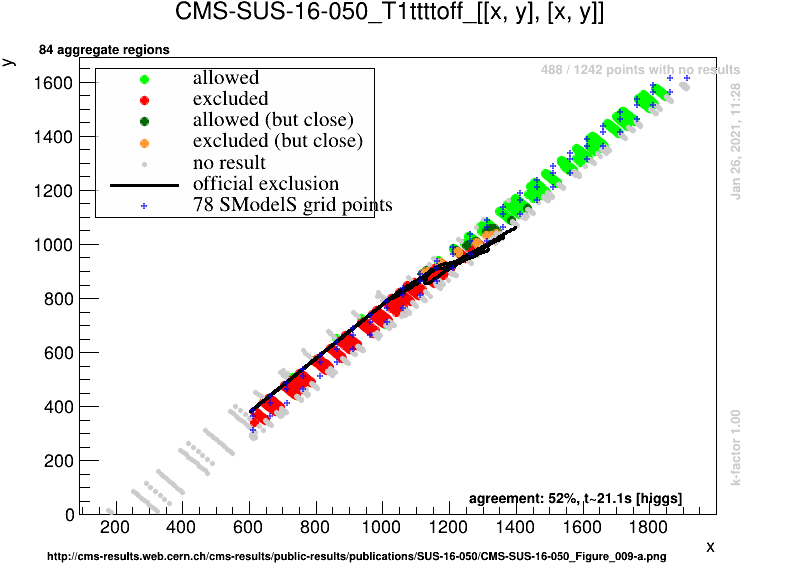 CMS-SUS-16-050_T1ttttoff_[[x, y], [x, y]]
84 aggregate regions
y
488 / 1242 points with no results
allowed
excluded
allowed (but close)
excluded (but close)
no result
official exclusion
78 SModelS grid points
1600
1400
1200
1000
800
600
400
200
0
200 400 600 800 1000 1200 1400 1600 1800
x
Jan 26, 2021, 11:28
k-factor 1.00
agreement: 52%, t~21.1s [higgs]
http://cms-results.web.cern.ch/cms-results/public-results/publications/SUS-16-050/CMS-SUS-16-050_Figure_009-a.png